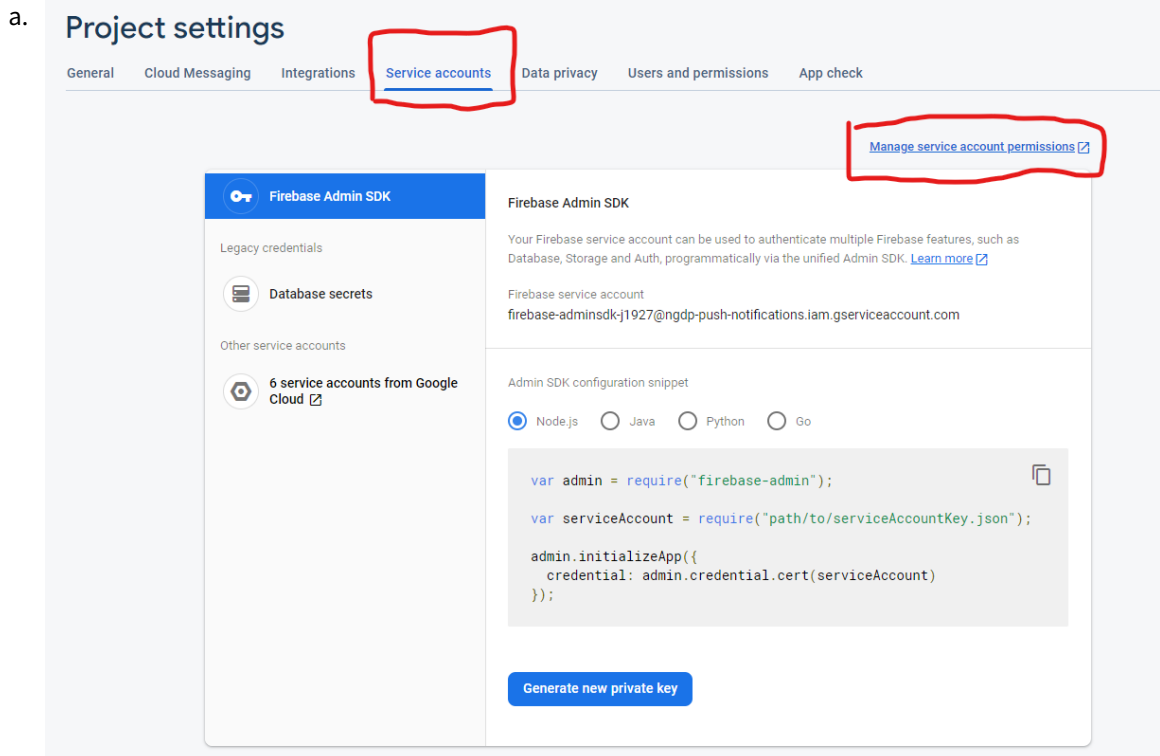 a.
Project settings
General Cloud Messaging Integrations Service accounts Data privacy Users and permissions App check
Manage service account permissions
Firebase Admin SDK
Legacy credentials
Database secrets
Other service accounts
6 service accounts from Google
Cloud
Firebase Admin SDK
Your Firebase service account can be used to authenticate multiple Firebase features, such as
Database, Storage and Auth, programmatically via the unified Admin SDK. Learn more
Firebase service account
firebase-adminsdk-j1927@ngdp-push-notifications.iam.gserviceaccount.com
Admin SDK configuration snippet
Node.js Java Python Go
var admin = require("firebase-admin");
var serviceAccount = require("path/to/serviceAccountKey.json");
admin.initializeApp({
  credential: admin.credential.cert(serviceAccount)
});
Generate new private key